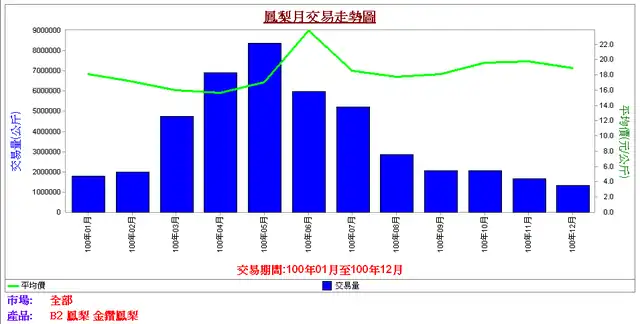 鳳梨月交易走勢圖
9000000
8000000
7000000
6000000
5000000
4000000
3000000
2000000
1000000
0
交易量(公斤)
22.0
20.0
18.0
16.0
14.0
12.0
10.0
8.0
6.0
4.0
2.0
0.0
平均價(元/公斤)
100年01月
100年02月
100年03月
100年04月
100年05月
100年06月
100年07月
100年08月
100年09月
100年10月
100年11月
100年12月
交易期間:100年01月至100年12月
平均價 交易量
市場: 全部
產品: B2 鳳梨 金鑽鳳梨